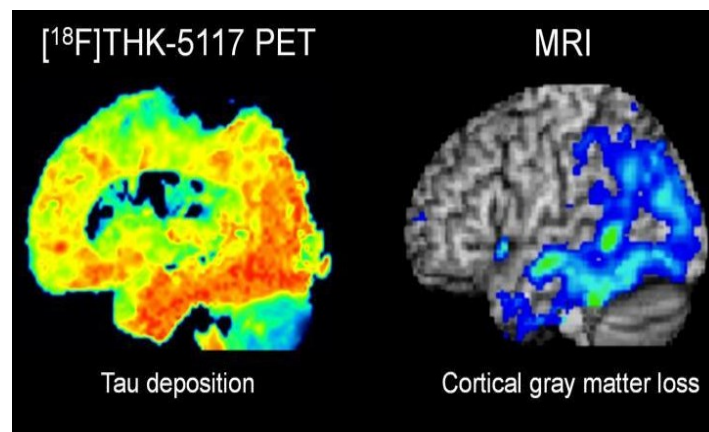 [¹⁸F]THK-5117 PET
MRI
Tau deposition
Cortical gray matter loss